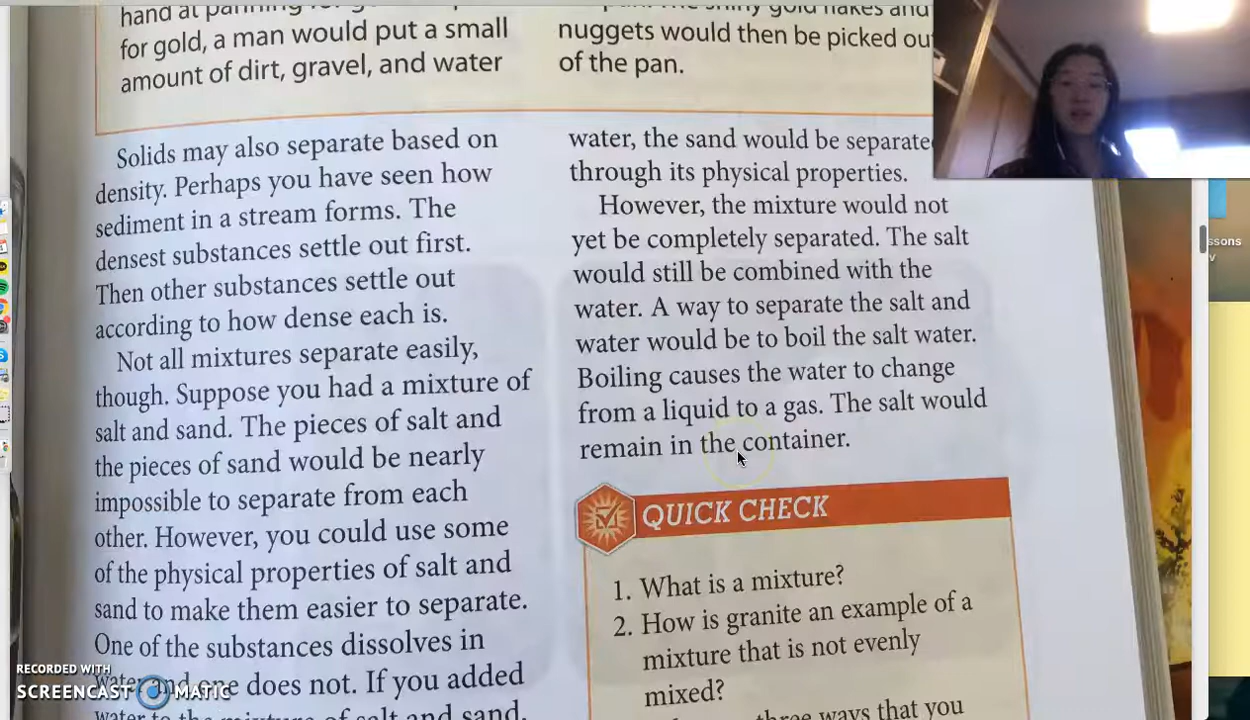 hand at panning for
for gold, a man would put a small
amount of dirt, gravel, and water
shiny gold flakes and
nuggets would then be picked ou
of the pan.
Solids may also separate based on
density. Perhaps you have seen how
sediment in a stream forms. The
densest substances settle out first.
Then other substances settle out
according to how dense each is.
Not all mixtures separate easily,
though. Suppose you had a mixture of
salt and sand. The pieces of salt and
the pieces of sand would be nearly
impossible to separate from each
other. However, you could use some
of the physical properties of salt and
sand to make them easier to separate.
One of the substances dissolves in
water and one does not. If you added
water to the mixture of salt and sand,
water, the sand would be separate
through its physical properties.
However, the mixture would not
yet be completely separated. The salt
would still be combined with the
water. A way to separate the salt and
water would be to boil the salt water.
Boiling causes the water to change
from a liquid to a gas. The salt would
remain in the container.
QUICK CHECK
1. What is a mixture?
2. How is granite an example of a
mixture that is not evenly
mixed?
three ways that you
ssons
RECORDED WITH
SCREENCAST MATIC